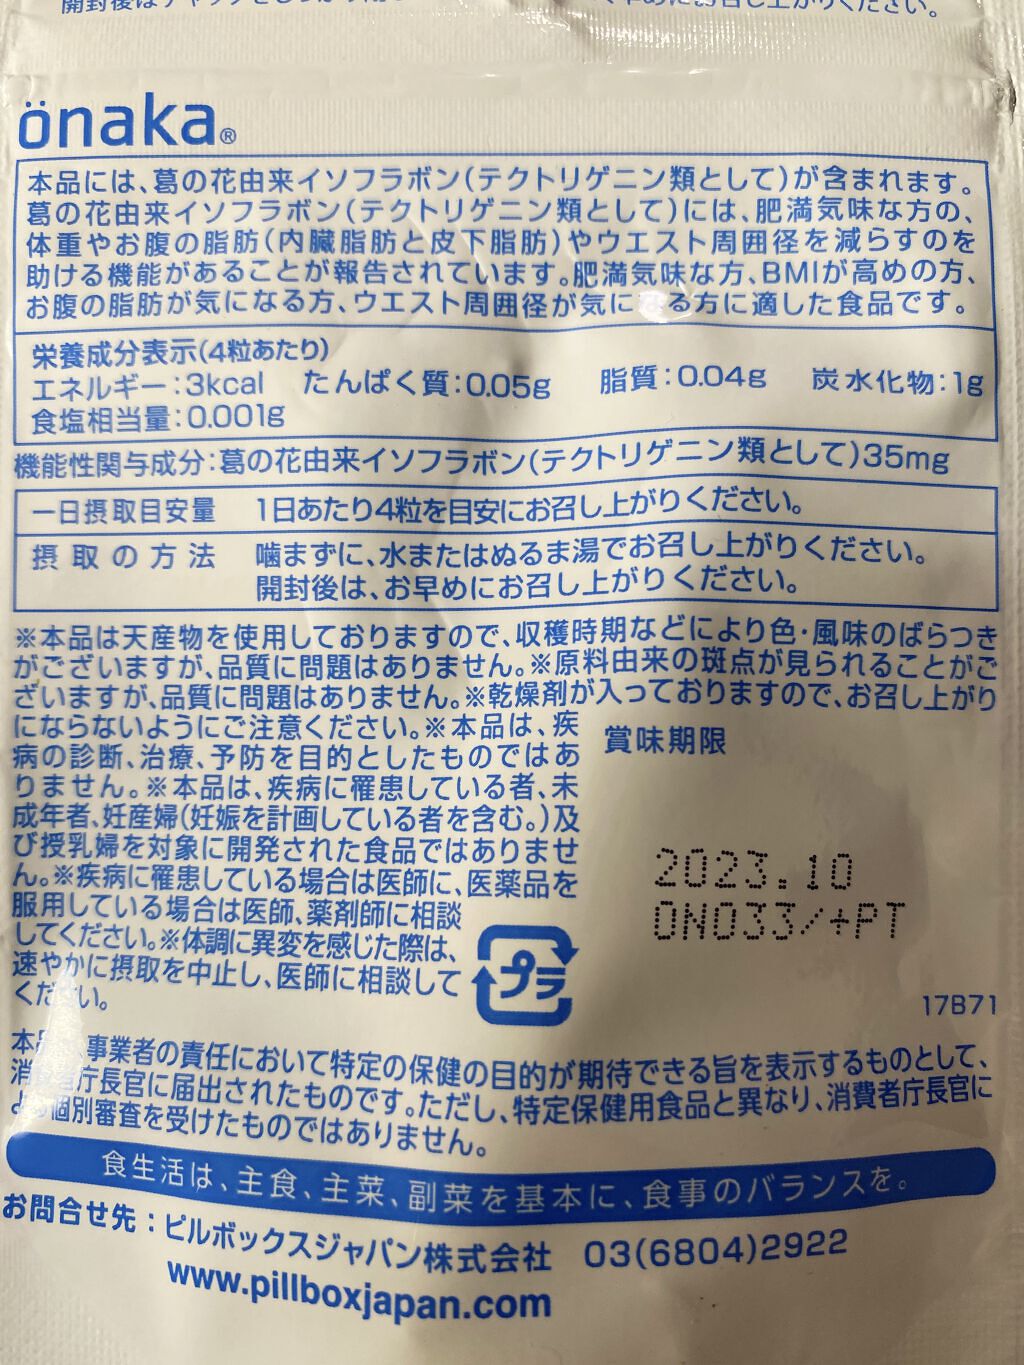 önaka®
本品には、葛の花由来イソフラボン(テクトリゲニン類として)が含まれます。
葛の花由来イソフラボン(テクトリゲニン類として)には、肥満気味な方の、
体重やお腹の脂肪(内臓脂肪と皮下脂肪)やウエスト周囲径を減らすのを
助ける機能があることが報告されています。肥満気味な方、BMIが高めの方、
お腹の脂肪が気になる方、ウエスト周囲径が気になる方に適した食品です。
栄養成分表示(4粒あたり)
エネルギー:3kcal たんぱく質:0.05g 脂質:0.04g 炭水化物:1g
食塩相当量:0.001g
機能性関与成分:葛の花由来イソフラボン(テクトリゲニン類として)35mg
一日摂取目安量 1日あたり4粒を目安にお召し上がりください。
摂取の方法 噛まずに、水またはぬるま湯でお召し上がりください。
開封後は、お早めにお召し上がりください。
※本品は天産物を使用しておりますので、収穫時期などにより色・風味のばらつき
がございますが、品質に問題はありません。※原料由来の斑点が見られることがご
ざいますが、品質に問題はありません。※乾燥剤が入っておりますので、お召し上がり
にならないようにご注意ください。※本品は、疾
病の診断、治療、予防を目的としたものではあ
りません。※本品は、疾病に罹患している者、未
成年者、妊産婦(妊娠を計画している者を含む。)及
び授乳婦を対象に開発された食品ではありませ
ん。※疾病に罹患している場合は医師に、医薬品を
服用している場合は医師、薬剤師に相談
してください。※体調に異変を感じた際は、
速やかに摂取を中止し、医師に相談して
ください。
賞味期限
2023.10
ONO33/+PT
プラ
17B71
本品は、事業者の責任において特定の保健の目的が期待できる旨を表示するものとして、
消費者庁長官に届出されたものです。ただし、特定保健用食品と異なり、消費者庁長官に
よる個別審査を受けたものではありません。
食生活は、主食、主菜、副菜を基本に、食事のバランスを。
お問合せ先:ピルボックスジャパン株式会社 03(6804)2922
www.pillboxjapan.com